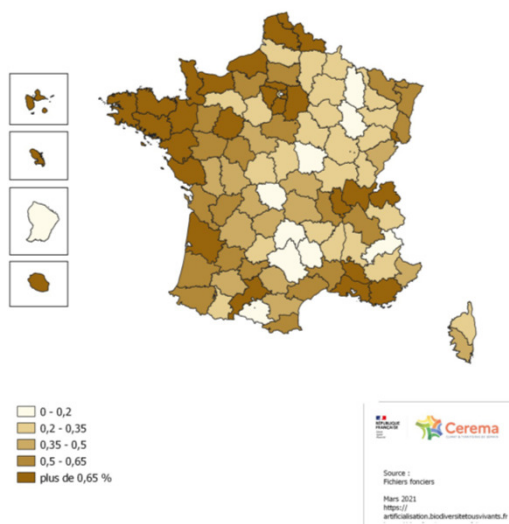 0 - 0,2
0,2 - 0,35
0,35 - 0,5
0,5 - 0,65
plus de 0,65 %
RÉPUBLIQUE
FRANÇAISE
Cerema
Source :
Fichiers fonciers
Mars 2021
https://
artificialisation.biodiversitetousvivants.fr